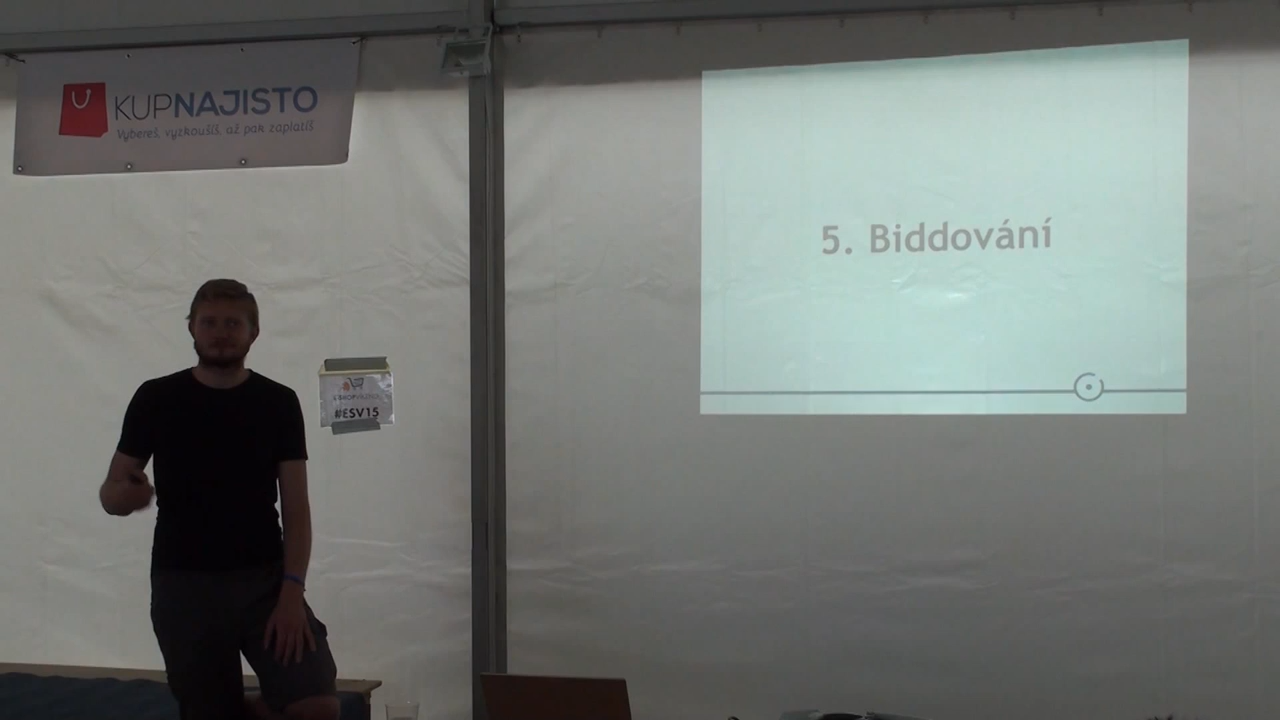 KUPNAJISTO
Vybereš, vyzkoušíš, až pak zaplatíš
5. Biddování
#ESV15